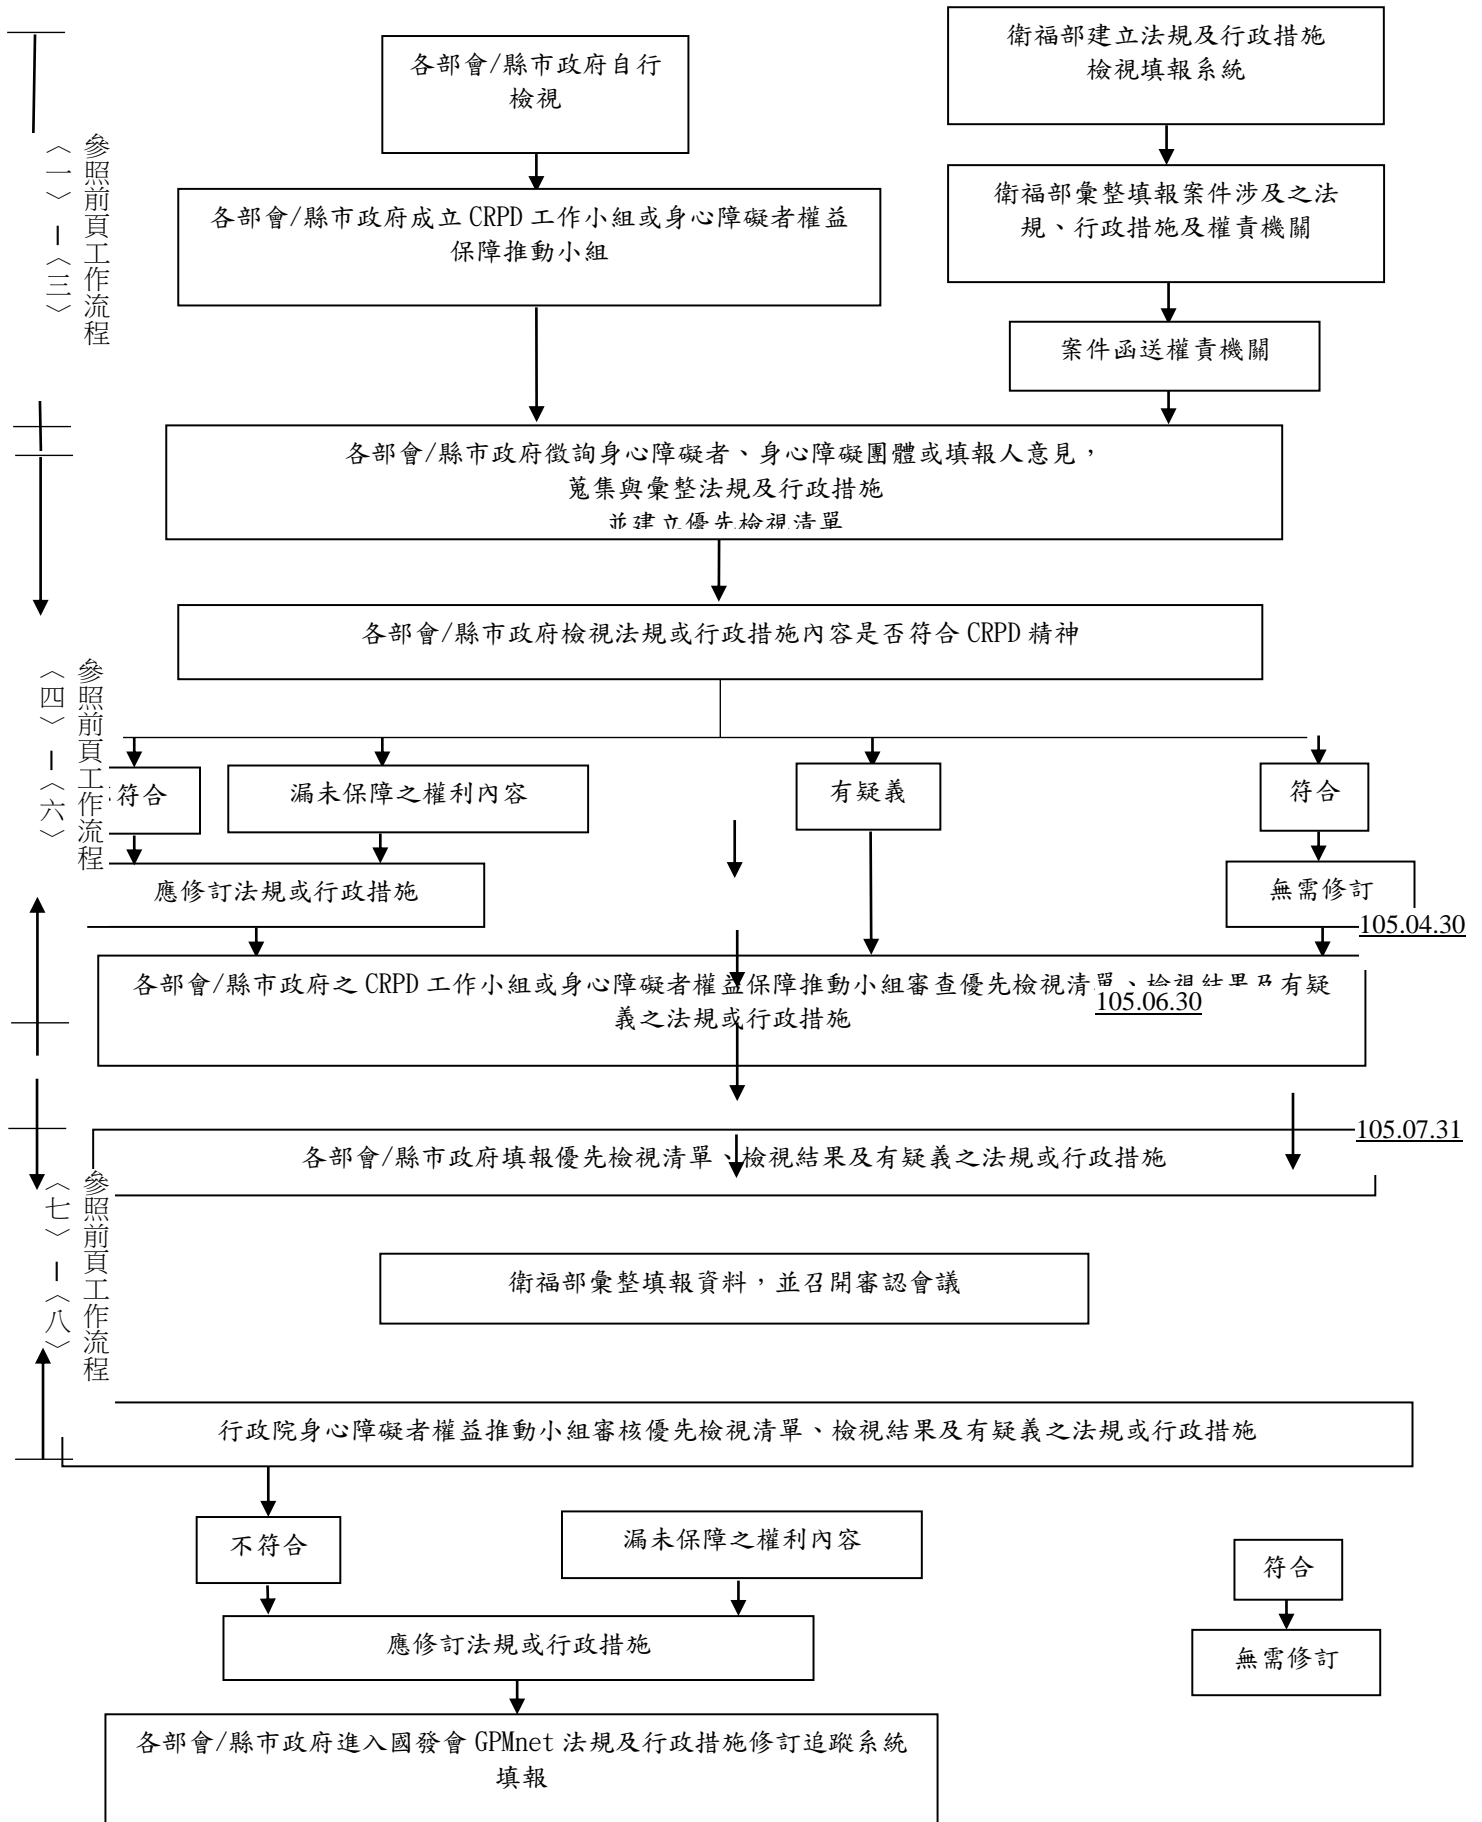 衛福部建立法規及行政措施
檢視填報系統
各部會/縣市政府自行
檢視
參照前頁工作流程
〈一〉－〈三〉
各部會/縣市政府成立 CRPD 工作小組或身心障礙者權益
保障推動小組
衛福部彙整填報案件涉及之法
規、行政措施及權責機關
案件函送權責機關
各部會/縣市政府徵詢身心障礙者、身心障礙團體或填報人意見，
蒐集與彙整法規及行政措施
並建立優先檢視清單
各部會/縣市政府檢視法規或行政措施內容是否符合 CRPD 精神
參照前頁工作流程
〈四〉－〈六〉
符合
漏未保障之權利內容
有疑義
符合
應修訂法規或行政措施
無需修訂
105.04.30
各部會/縣市政府之 CRPD 工作小組或身心障礙者權益保障推動小組審查優先檢視清單、檢視結果及有疑
義之法規或行政措施
105.06.30
105.07.31
各部會/縣市政府填報優先檢視清單、檢視結果及有疑義之法規或行政措施
參照前頁工作流程
〈七〉－〈八〉
衛福部彙整填報資料，並召開審認會議
行政院身心障礙者權益推動小組審核優先檢視清單、檢視結果及有疑義之法規或行政措施
不符合
漏未保障之權利內容
符合
應修訂法規或行政措施
無需修訂
各部會/縣市政府進入國發會 GPMnet 法規及行政措施修訂追蹤系統
填報